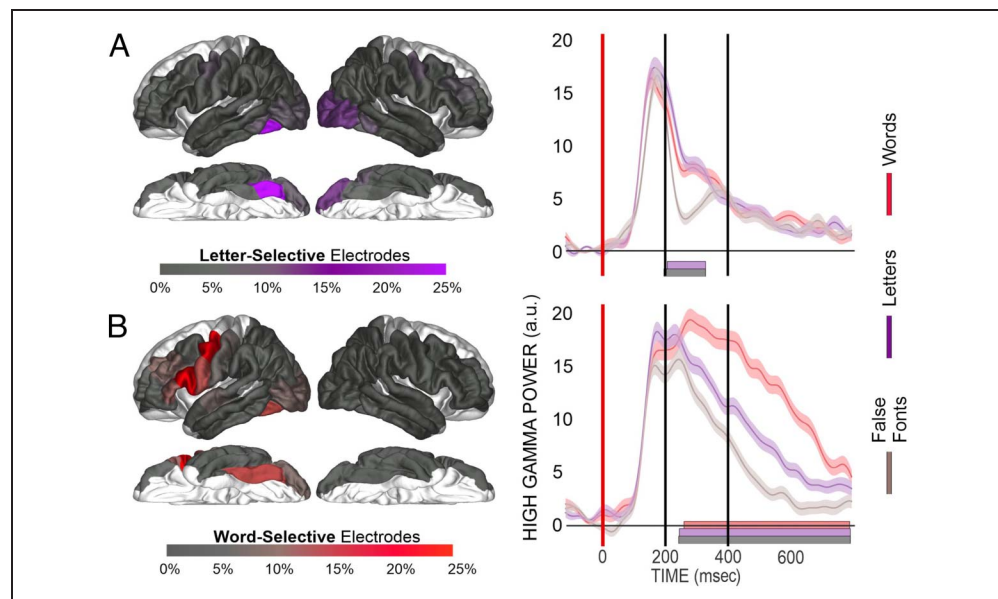 A
Letter-Selective Electrodes
0% 5% 10% 15% 20% 25%
B
Word-Selective Electrodes
0% 5% 10% 15% 20% 25%
20
15
10
5
0
20
15
10
5
0
HIGH GAMMA POWER (a.u.)
0 200 400 600
TIME (msec)
Words
Letters
False
Fonts